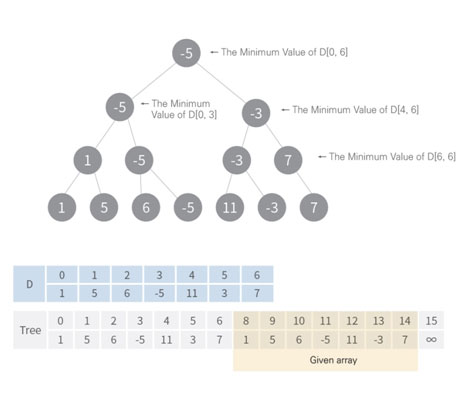 -5 ← The Minimum Value of D[0, 6]
-5 ← The Minimum
Value of D[0, 3]
-3 ← The Minimum Value of D[4, 6]
1 -5 -3 7 ← The Minimum Value of D[6, 6]
1 5 6 -5 11 -3 7
D
0 1 2 3 4 5 6
1 5 6 -5 11 3 7
Tree
0 1 2 3 4 5 6 8 9 10 11 12 13 14 15
1 5 6 -5 11 3 7 1 5 6 -5 11 -3 7 ∞
Given array